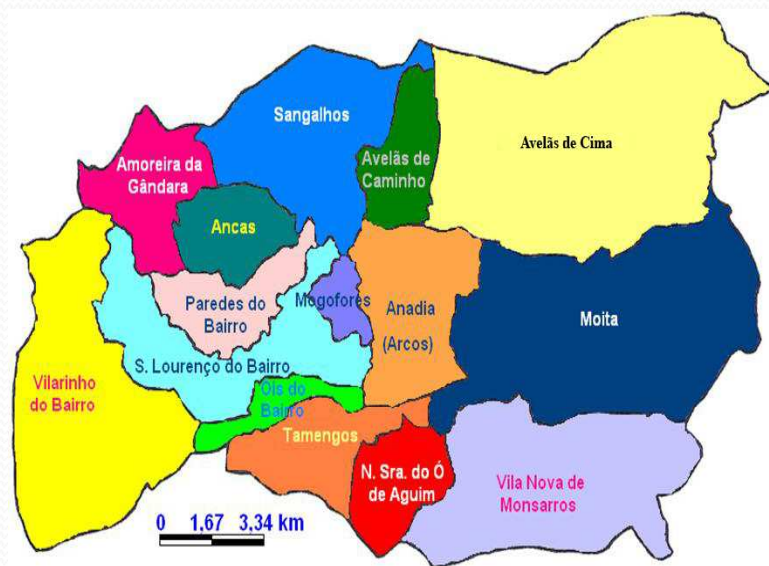 Sangalhos
Avelãs de Cima
Amoreira da
Gândara
Avelãs de
Caminho
Ancas
Paredes do
Bairro
Mogofores
Anadia
(Arcos)
Moita
S. Lourenço do Bairro
Vilarinho
do Bairro
Óis do
Bairro
Tamengos
N. Sra. do Ó
de Aguim
Vila Nova de
Monsarros
0 1,67 3,34 km